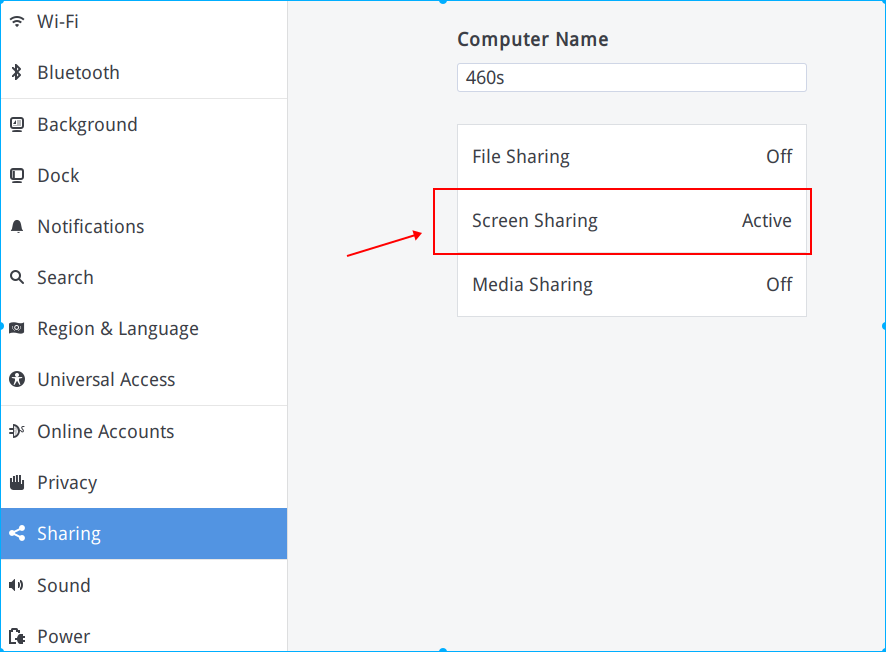 Wi-Fi
Bluetooth
Background
Dock
Notifications
Search
Region & Language
Universal Access
Online Accounts
Privacy
Sharing
Sound
Power
Computer Name
460s
File Sharing Off
Screen Sharing Active
Media Sharing Off